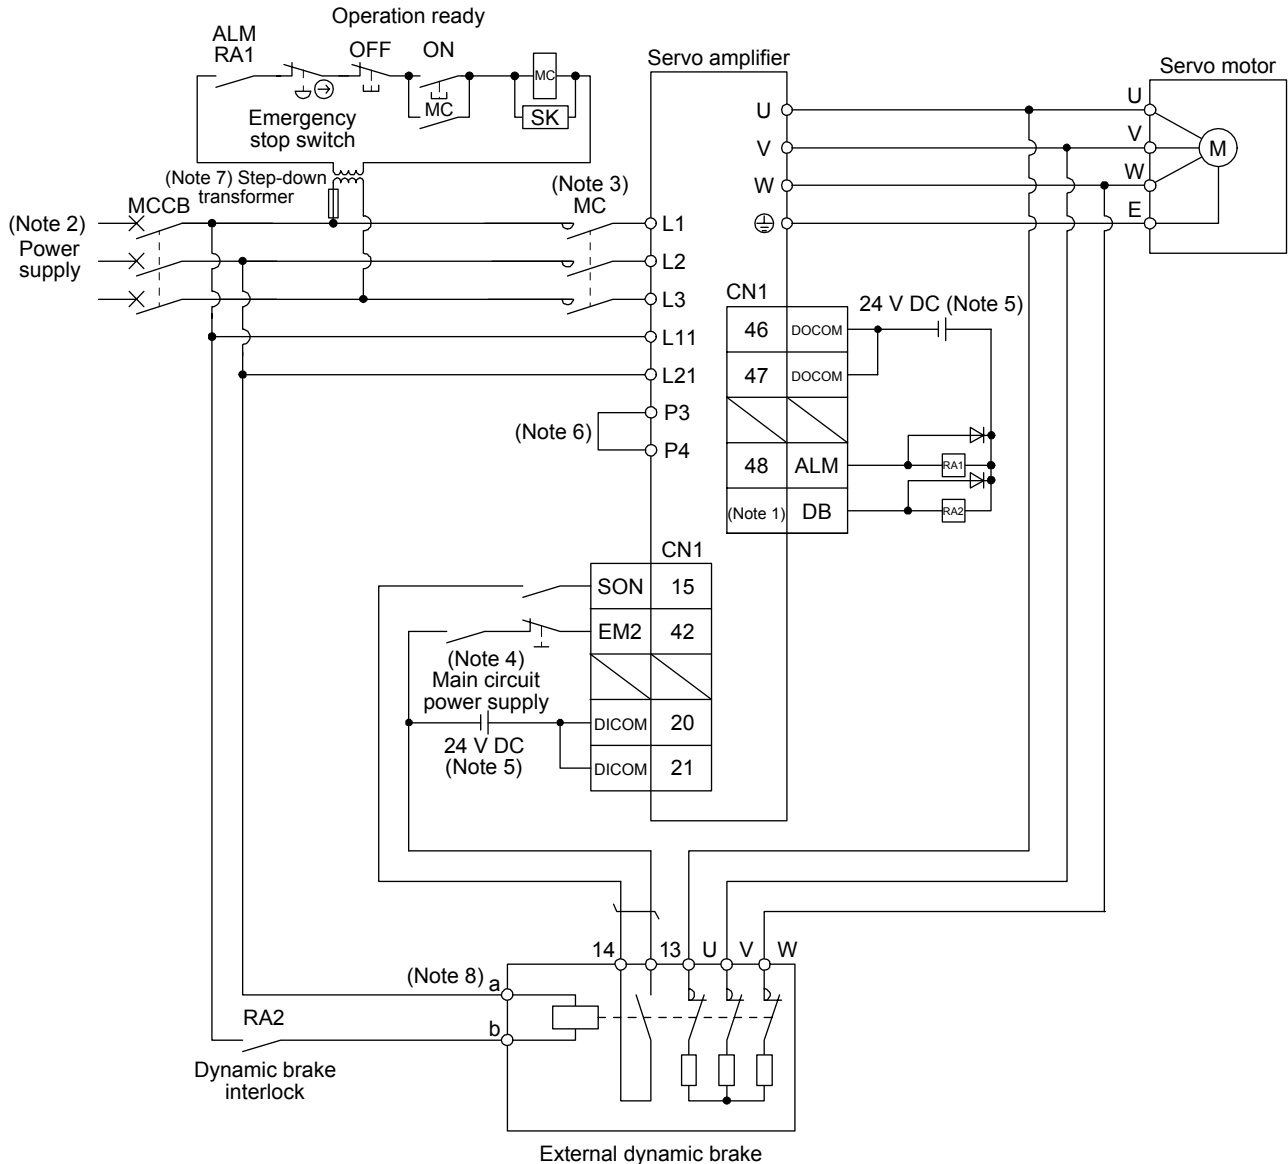 Operation ready
ALM
RA1
OFF
ON
MC
SK
MC
Emergency
stop switch
Servo amplifier
Servo motor
U
V
W
U
V
W
E
M
(Note 7) Step-down
transformer
(Note 3)
MC
MCCB
(Note 2)
Power
supply
L1
L2
L3
L11
L21
P3
P4
(Note 6)
CN1
24 V DC (Note 5)
46 DOCOM
47 DOCOM
48 ALM
(Note 1) DB
RA1
RA2
CN1
SON 15
EM2 42
DICOM 20
DICOM 21
(Note 4)
Main circuit
power supply
24 V DC
(Note 5)
14 13 U V W
(Note 8) a
b
RA2
Dynamic brake
interlock
External dynamic brake